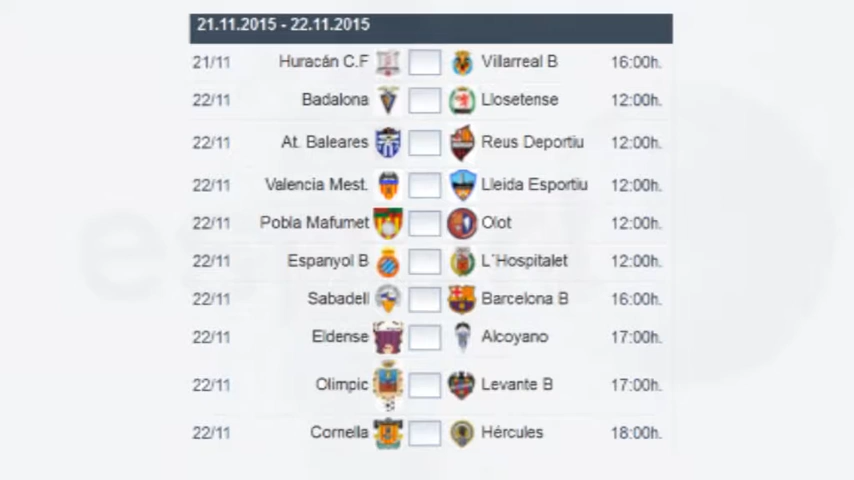 21.11.2015 - 22.11.2015
21/11 Huracán C.F Villarreal B 16:00h.
22/11 Badalona Llosetense 12:00h.
22/11 At. Baleares Reus Deportiu 12:00h.
22/11 Valencia Mest. Lleida Esportiu 12:00h.
22/11 Pobla Mafumet Olot 12:00h.
22/11 Espanyol B L´Hospitalet 12:00h.
22/11 Sabadell Barcelona B 16:00h.
22/11 Eldense Alcoyano 17:00h.
22/11 Olimpic Levante B 17:00h.
22/11 Cornella Hércules 18:00h.